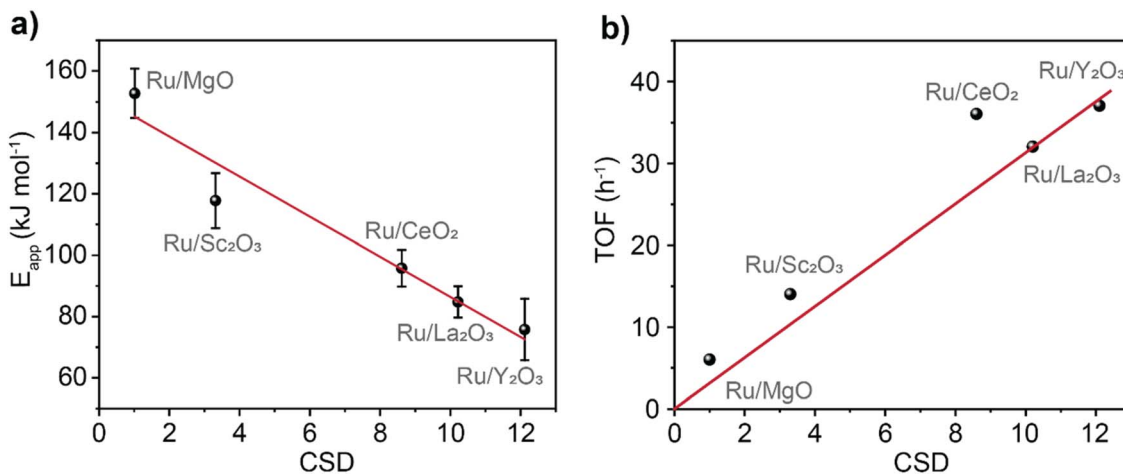 a)
E_app (kJ mol⁻¹)
160
140
120
100
80
60
Ru/MgO
Ru/Sc₂O₃
Ru/CeO₂
Ru/La₂O₃
Ru/Y₂O₃
0 2 4 6 8 10 12
CSD
b)
TOF (h⁻¹)
40
30
20
10
0
Ru/Y₂O₃
Ru/CeO₂
Ru/La₂O₃
Ru/Sc₂O₃
Ru/MgO
0 2 4 6 8 10 12
CSD